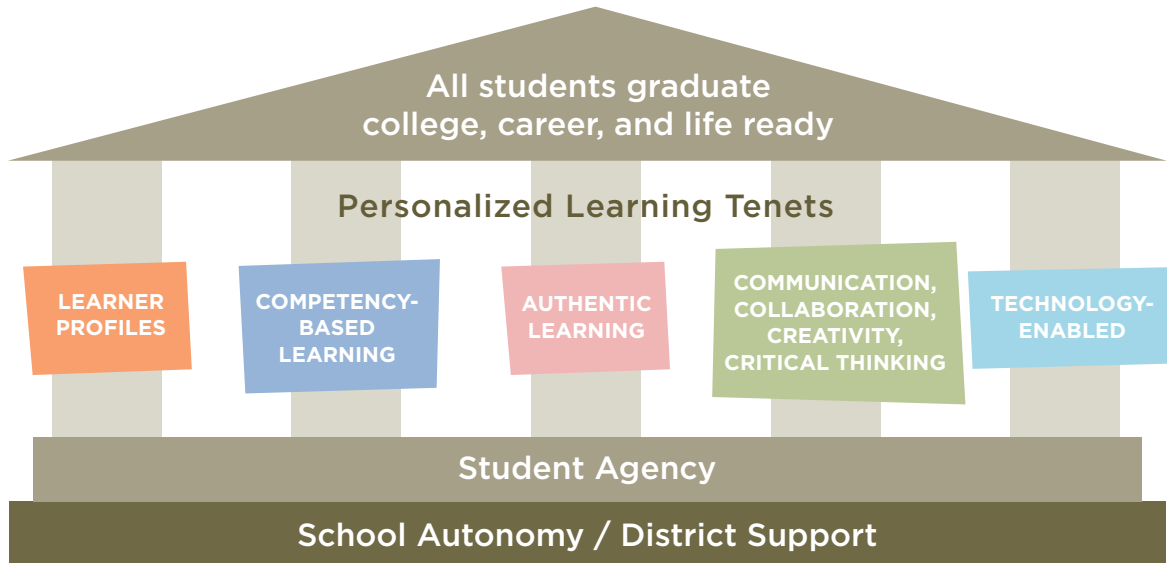 All students graduate
college, career, and life ready
Personalized Learning Tenets
LEARNER
PROFILES
COMPETENCY-
BASED
LEARNING
AUTHENTIC
LEARNING
COMMUNICATION,
COLLABORATION,
CREATIVITY,
CRITICAL THINKING
TECHNOLOGY-
ENABLED
Student Agency
School Autonomy / District Support